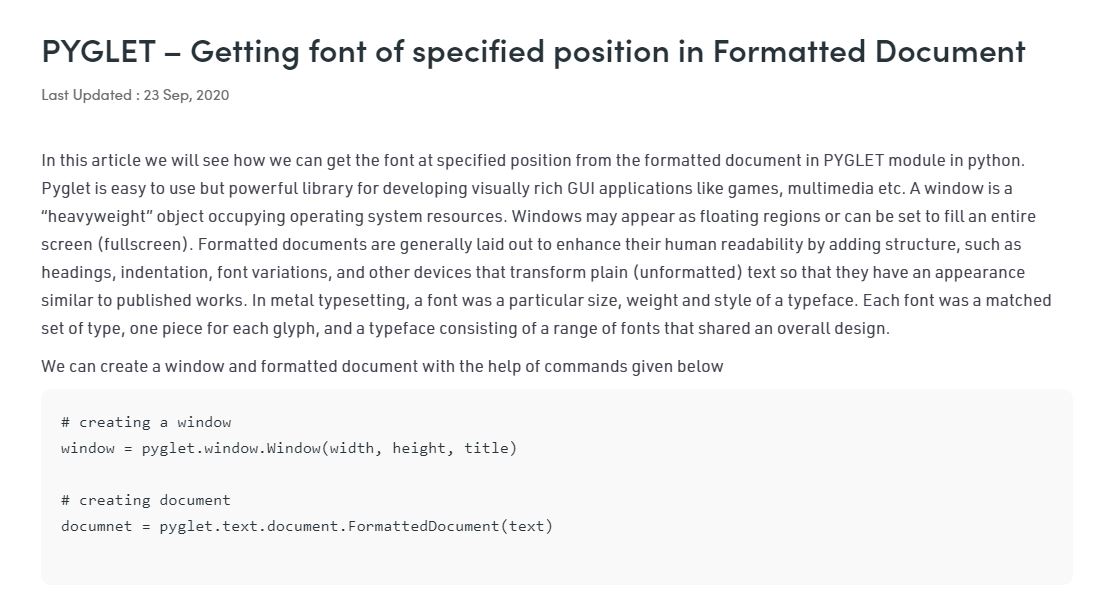 PYGLET – Getting font of specified position in Formatted Document
Last Updated : 23 Sep, 2020
In this article we will see how we can get the font at specified position from the formatted document in PYGLET module in python.
Pyglet is easy to use but powerful library for developing visually rich GUI applications like games, multimedia etc. A window is a
“heavyweight” object occupying operating system resources. Windows may appear as floating regions or can be set to fill an entire
screen (fullscreen). Formatted documents are generally laid out to enhance their human readability by adding structure, such as
headings, indentation, font variations, and other devices that transform plain (unformatted) text so that they have an appearance
similar to published works. In metal typesetting, a font was a particular size, weight and style of a typeface. Each font was a matched
set of type, one piece for each glyph, and a typeface consisting of a range of fonts that shared an overall design.
We can create a window and formatted document with the help of commands given below
# creating a window
window = pyglet.window.Window(width, height, title)
# creating document
documnet = pyglet.text.document.FormattedDocument(text)